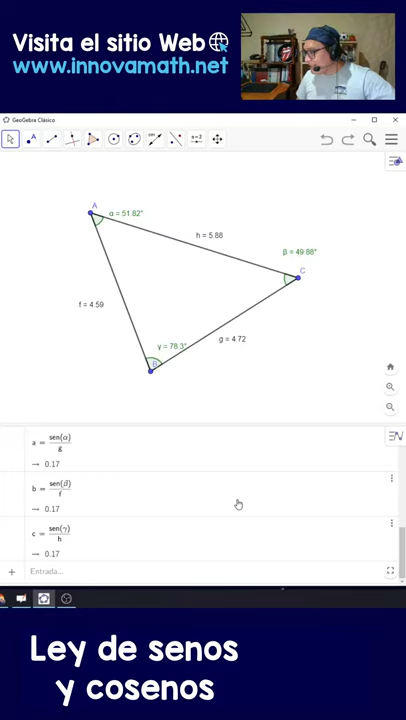 Visita el sitio Web
www.innovamath.net
GeoGebra Clásico
a=2
A
α = 51.82°
h = 5.88
β = 49.88°
C
f = 4.59
g = 4.72
γ = 78.3°
B
a = sen(α)/g
→ 0.17
b = sen(β)/f
→ 0.17
c = sen(γ)/h
→ 0.17
+ Entrada...
Ley de senos
y cosenos